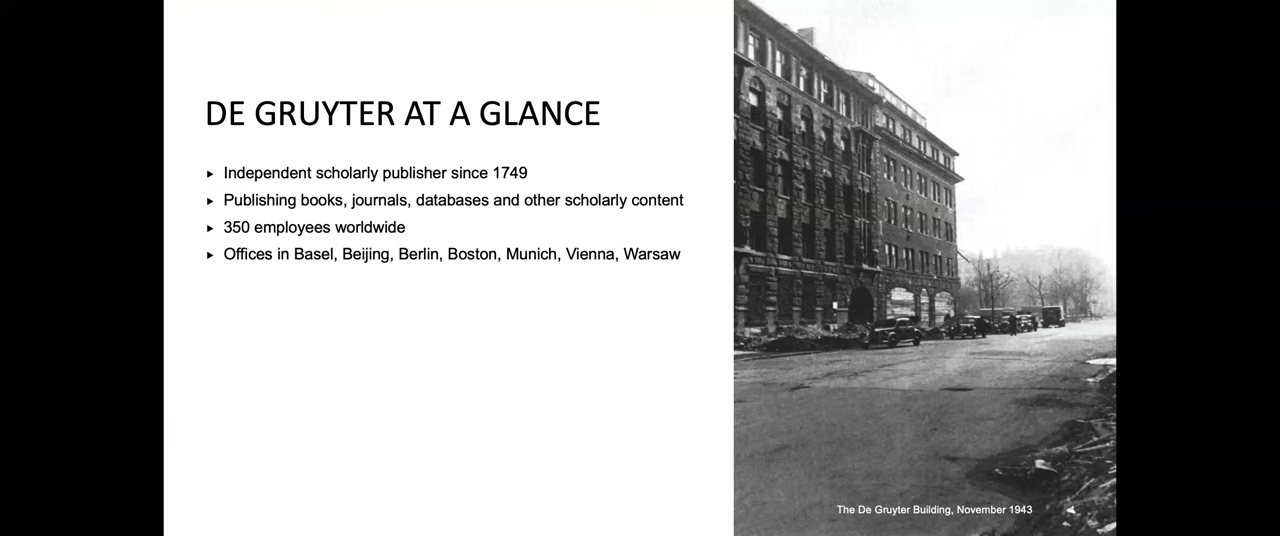 DE GRUYTER AT A GLANCE
Independent scholarly publisher since 1749
Publishing books, journals, databases and other scholarly content
350 employees worldwide
Offices in Basel, Beijing, Berlin, Boston, Munich, Vienna, Warsaw
The De Gruyter Building, November 1943